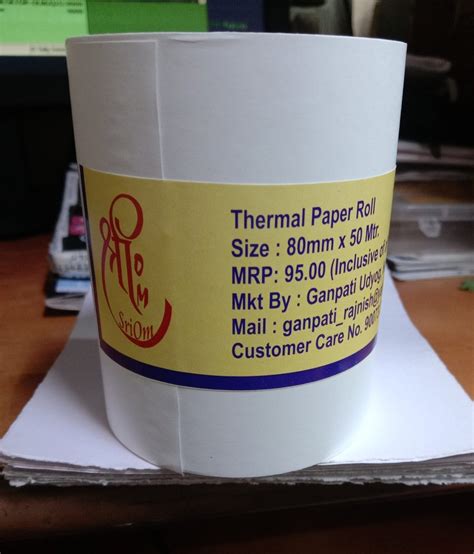 SriOm
Thermal Paper Roll
Size : 80mm x 50 Mtr.
MRP: 95.00 (Inclusive of
Mkt By : Ganpati Udyog
Mail : ganpati_rajnish@
Customer Care No. 9007